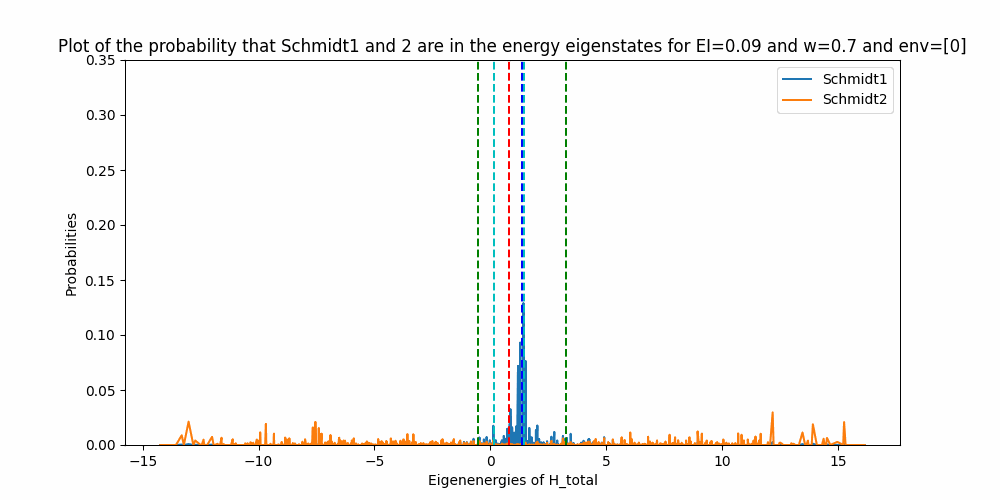 Plot of the probability that Schmidt1 and 2 are in the energy eigenstates for EI=0.09 and w=0.7 and env=[0]
0.35
0.30
0.25
0.20
0.15
0.10
0.05
0.00
Probabilities
Schmidt1
Schmidt2
−15 −10 −5 0 5 10 15
Eigenenergies of H_total